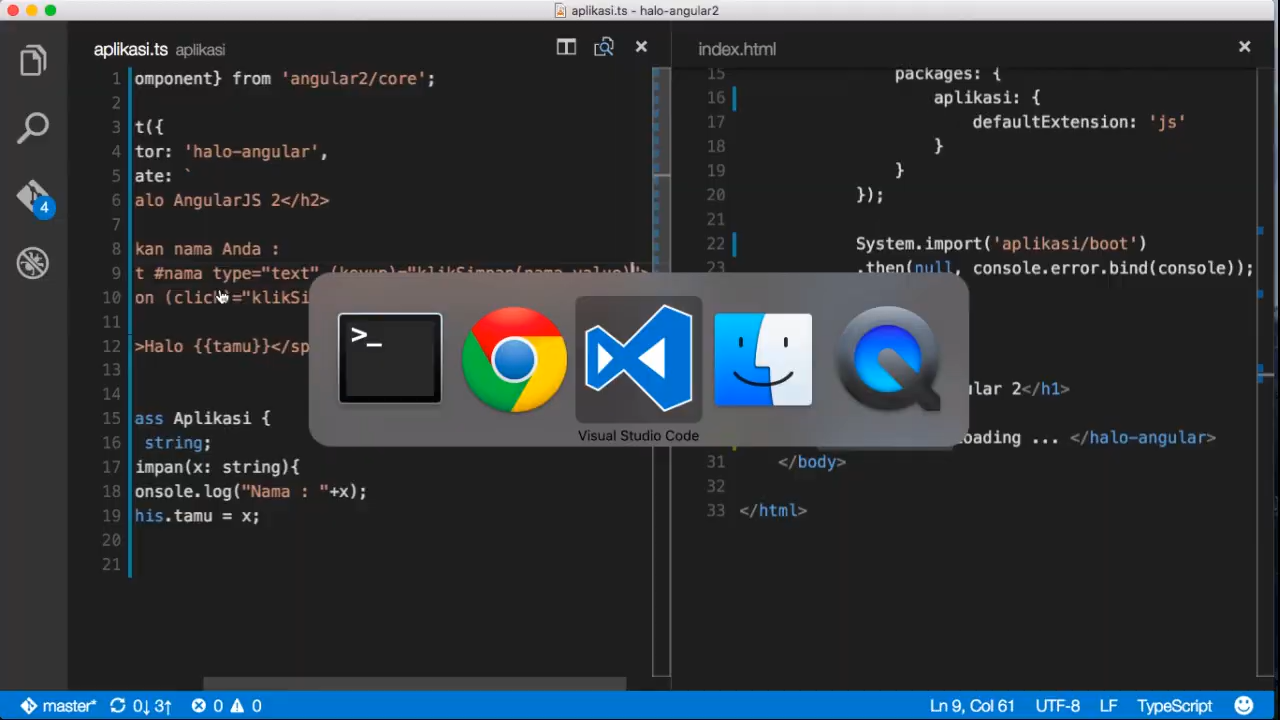 aplikasi.ts - halo-angular2
aplikasi.ts aplikasi
1 omponent} from 'angular2/core';
2
3 t({
4 tor: 'halo-angular',
5 ate: `
6 alo AngularJS 2</h2>
7
8 kan nama Anda :
9 t #nama type="text" (keyup)="klikSimpan(nama.value)">
10 on (click)="klikSi
11
12 >Halo {{tamu}}</sp
13
14
15 ass Aplikasi {
16 string;
17 impan(x: string){
18 onsole.log("Nama : "+x);
19 his.tamu = x;
20
21
index.html
15 packages: {
16 aplikasi: {
17 defaultExtension: 'js'
18 }
19 }
20 });
21
22 System.import('aplikasi/boot')
23 .then(null, console.error.bind(console));
ular 2</h1>
oading ... </halo-angular>
31 </body>
32
33 </html>
>_
Visual Studio Code
4
master* 0↓ 3↑ 0 0
Ln 9, Col 61 UTF-8 LF TypeScript